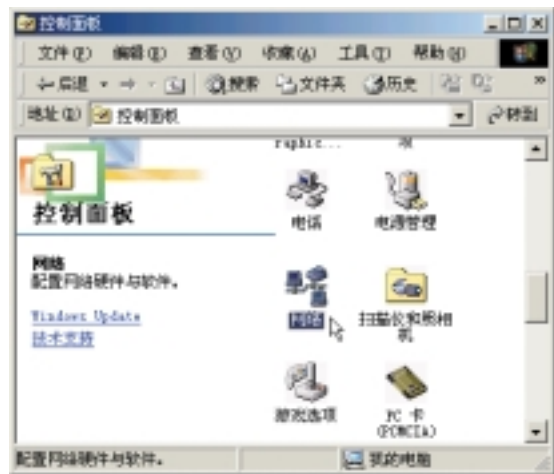 控制面板
文件(F) 编辑(E) 查看(V) 收藏(A) 工具(T) 帮助(H)
后退 搜索 文件夹 历史
地址(D) 控制面板 转到
raphic... 项
控制面板
电话 电源管理
网络
配置网络硬件与软件。
Windows Update
技术支持
网络 扫描仪和照相机
游戏选项 PC 卡 (PCMCIA)
配置网络硬件与软件。 我的电脑